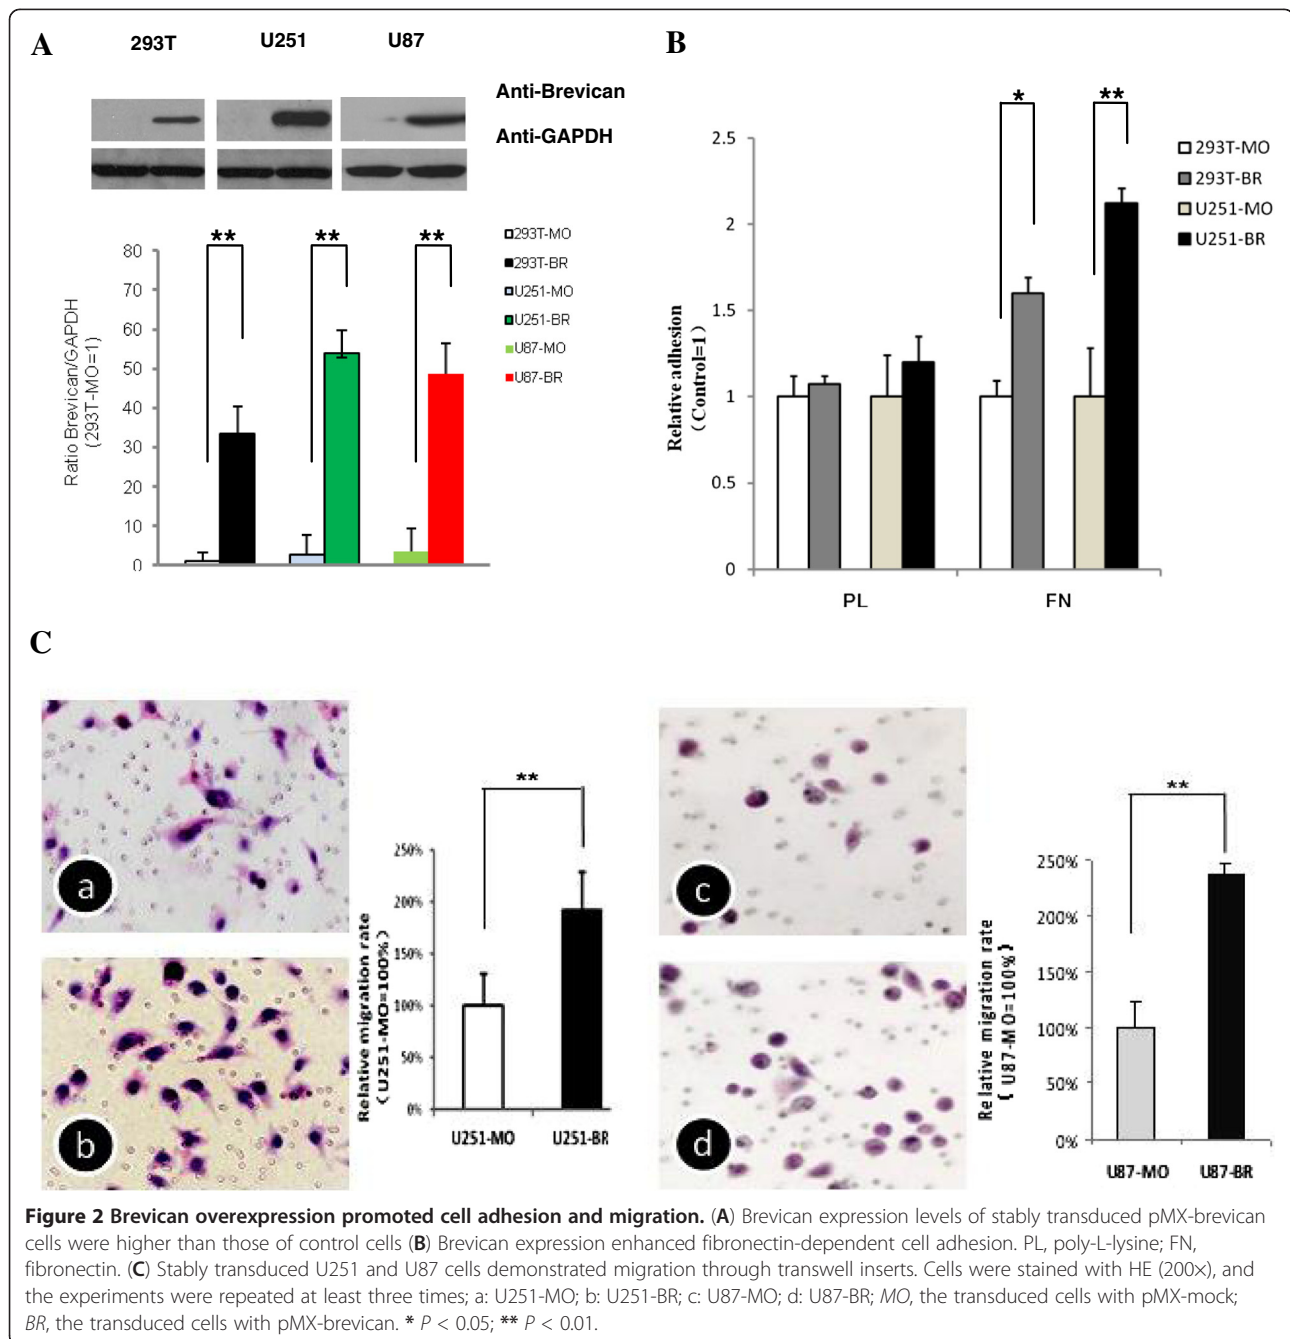 A
293T U251 U87
Anti-Brevican
Anti-GAPDH
Ratio Brevican/GAPDH
(293T-MO=1)
80
70
60
50
40
30
20
10
0
** ** **
293T-MO
293T-BR
U251-MO
U251-BR
U87-MO
U87-BR
B
Relative adhesion
(Control=1)
2.5
2
1.5
1
0.5
0
* **
PL FN
293T-MO
293T-BR
U251-MO
U251-BR
C
a
b
Relative migration rate
(U251-MO=100%)
250%
200%
150%
100%
50%
0%
**
U251-MO U251-BR
c
d
Relative migration rate
( U87-MO=100%)
250%
200%
150%
100%
50%
0%
**
U87-MO U87-BR
Figure 2 Brevican overexpression promoted cell adhesion and migration. (A) Brevican expression levels of stably transduced pMX-brevican
cells were higher than those of control cells (B) Brevican expression enhanced fibronectin-dependent cell adhesion. PL, poly-L-lysine; FN,
fibronectin. (C) Stably transduced U251 and U87 cells demonstrated migration through transwell inserts. Cells were stained with HE (200×), and
the experiments were repeated at least three times; a: U251-MO; b: U251-BR; c: U87-MO; d: U87-BR; MO, the transduced cells with pMX-mock;
BR, the transduced cells with pMX-brevican. * P < 0.05; ** P < 0.01.